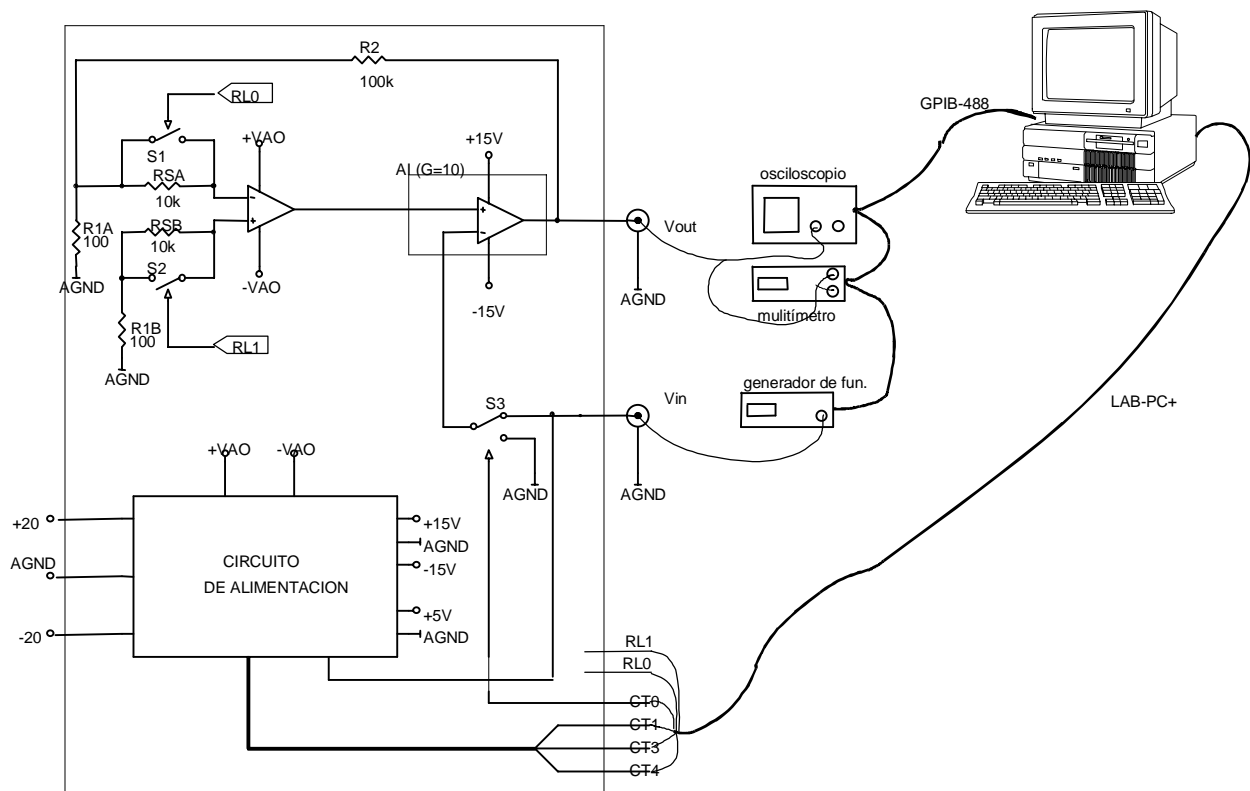 R2
100k
RL0
S1
RSA
10k
RSB
10k
S2
R1A
100
AGND
R1B
100
AGND
RL1
+VAO
-VAO
-
+
AI (G=10)
+15V
+
-
-15V
Vout
AGND
S3
AGND
Vin
AGND
osciloscopio
mulitímetro
generador de fun.
GPIB-488
LAB-PC+
+VAO
-VAO
+20
AGND
-20
CIRCUITO
DE ALIMENTACION
+15V
AGND
-15V
+5V
AGND
RL1
RL0
CT0
CT1
CT3
CT4